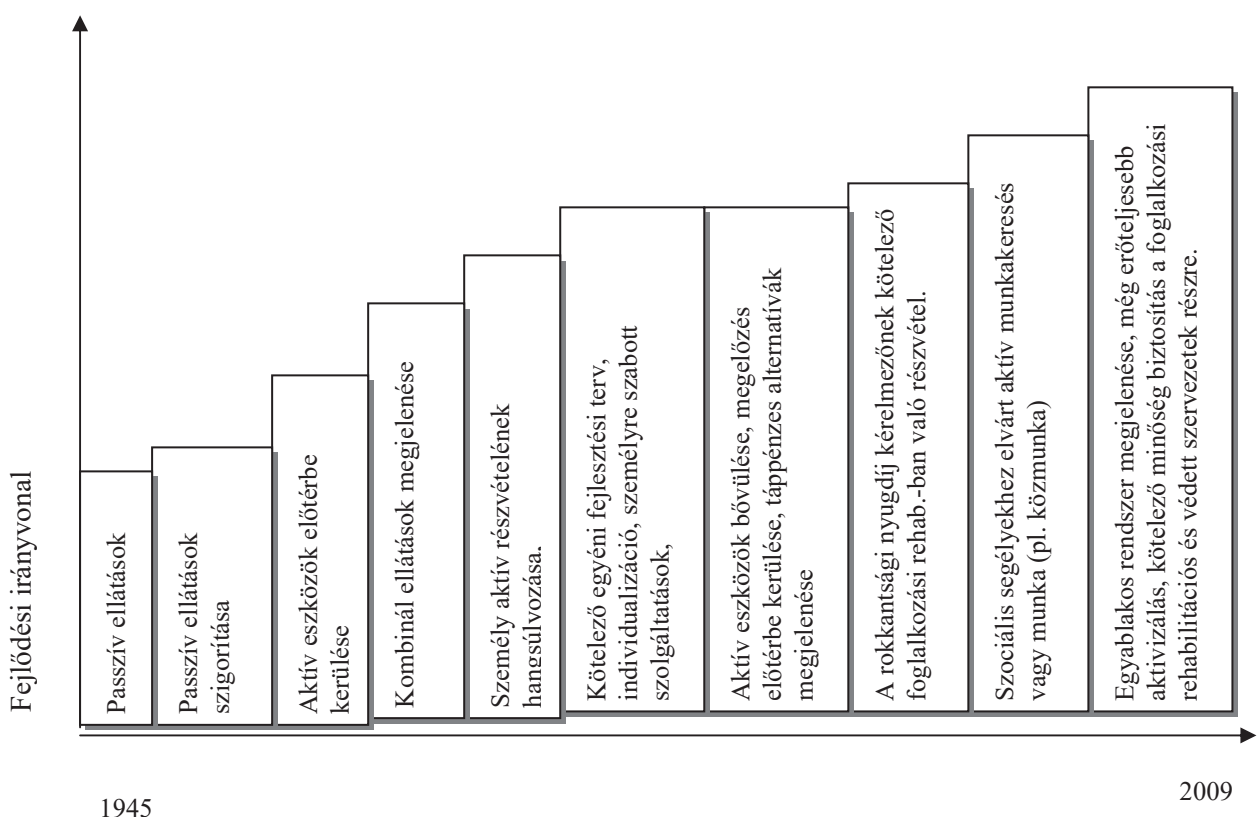 Fejlődési irányvonal
Passzív ellátások
Passzív ellátások
szigorítása
Aktív eszközök előtérbe
kerülése
Kombinál ellátások megjelenése
Személy aktív részvételének
hangsúlvozása.
Kötelező egyéni fejlesztési terv,
individualizáció, személyre szabott
szolgáltatások,
Aktív eszközök bővülése, megelőzés
előtérbe kerülése, táppénzes alternatívák
megjelenése
A rokkantsági nyugdíj kérelmezőnek kötelező
foglalkozási rehab.-ban való részvétel.
Szociális segélyekhez elvárt aktív munkakeresés
vagy munka (pl. közmunka)
Egyablakos rendszer megjelenése, még erőteljesebb
aktivizálás, kötelező minőség biztosítás a foglalkozási
rehabilitációs és védett szervezetek részre.
1945
2009